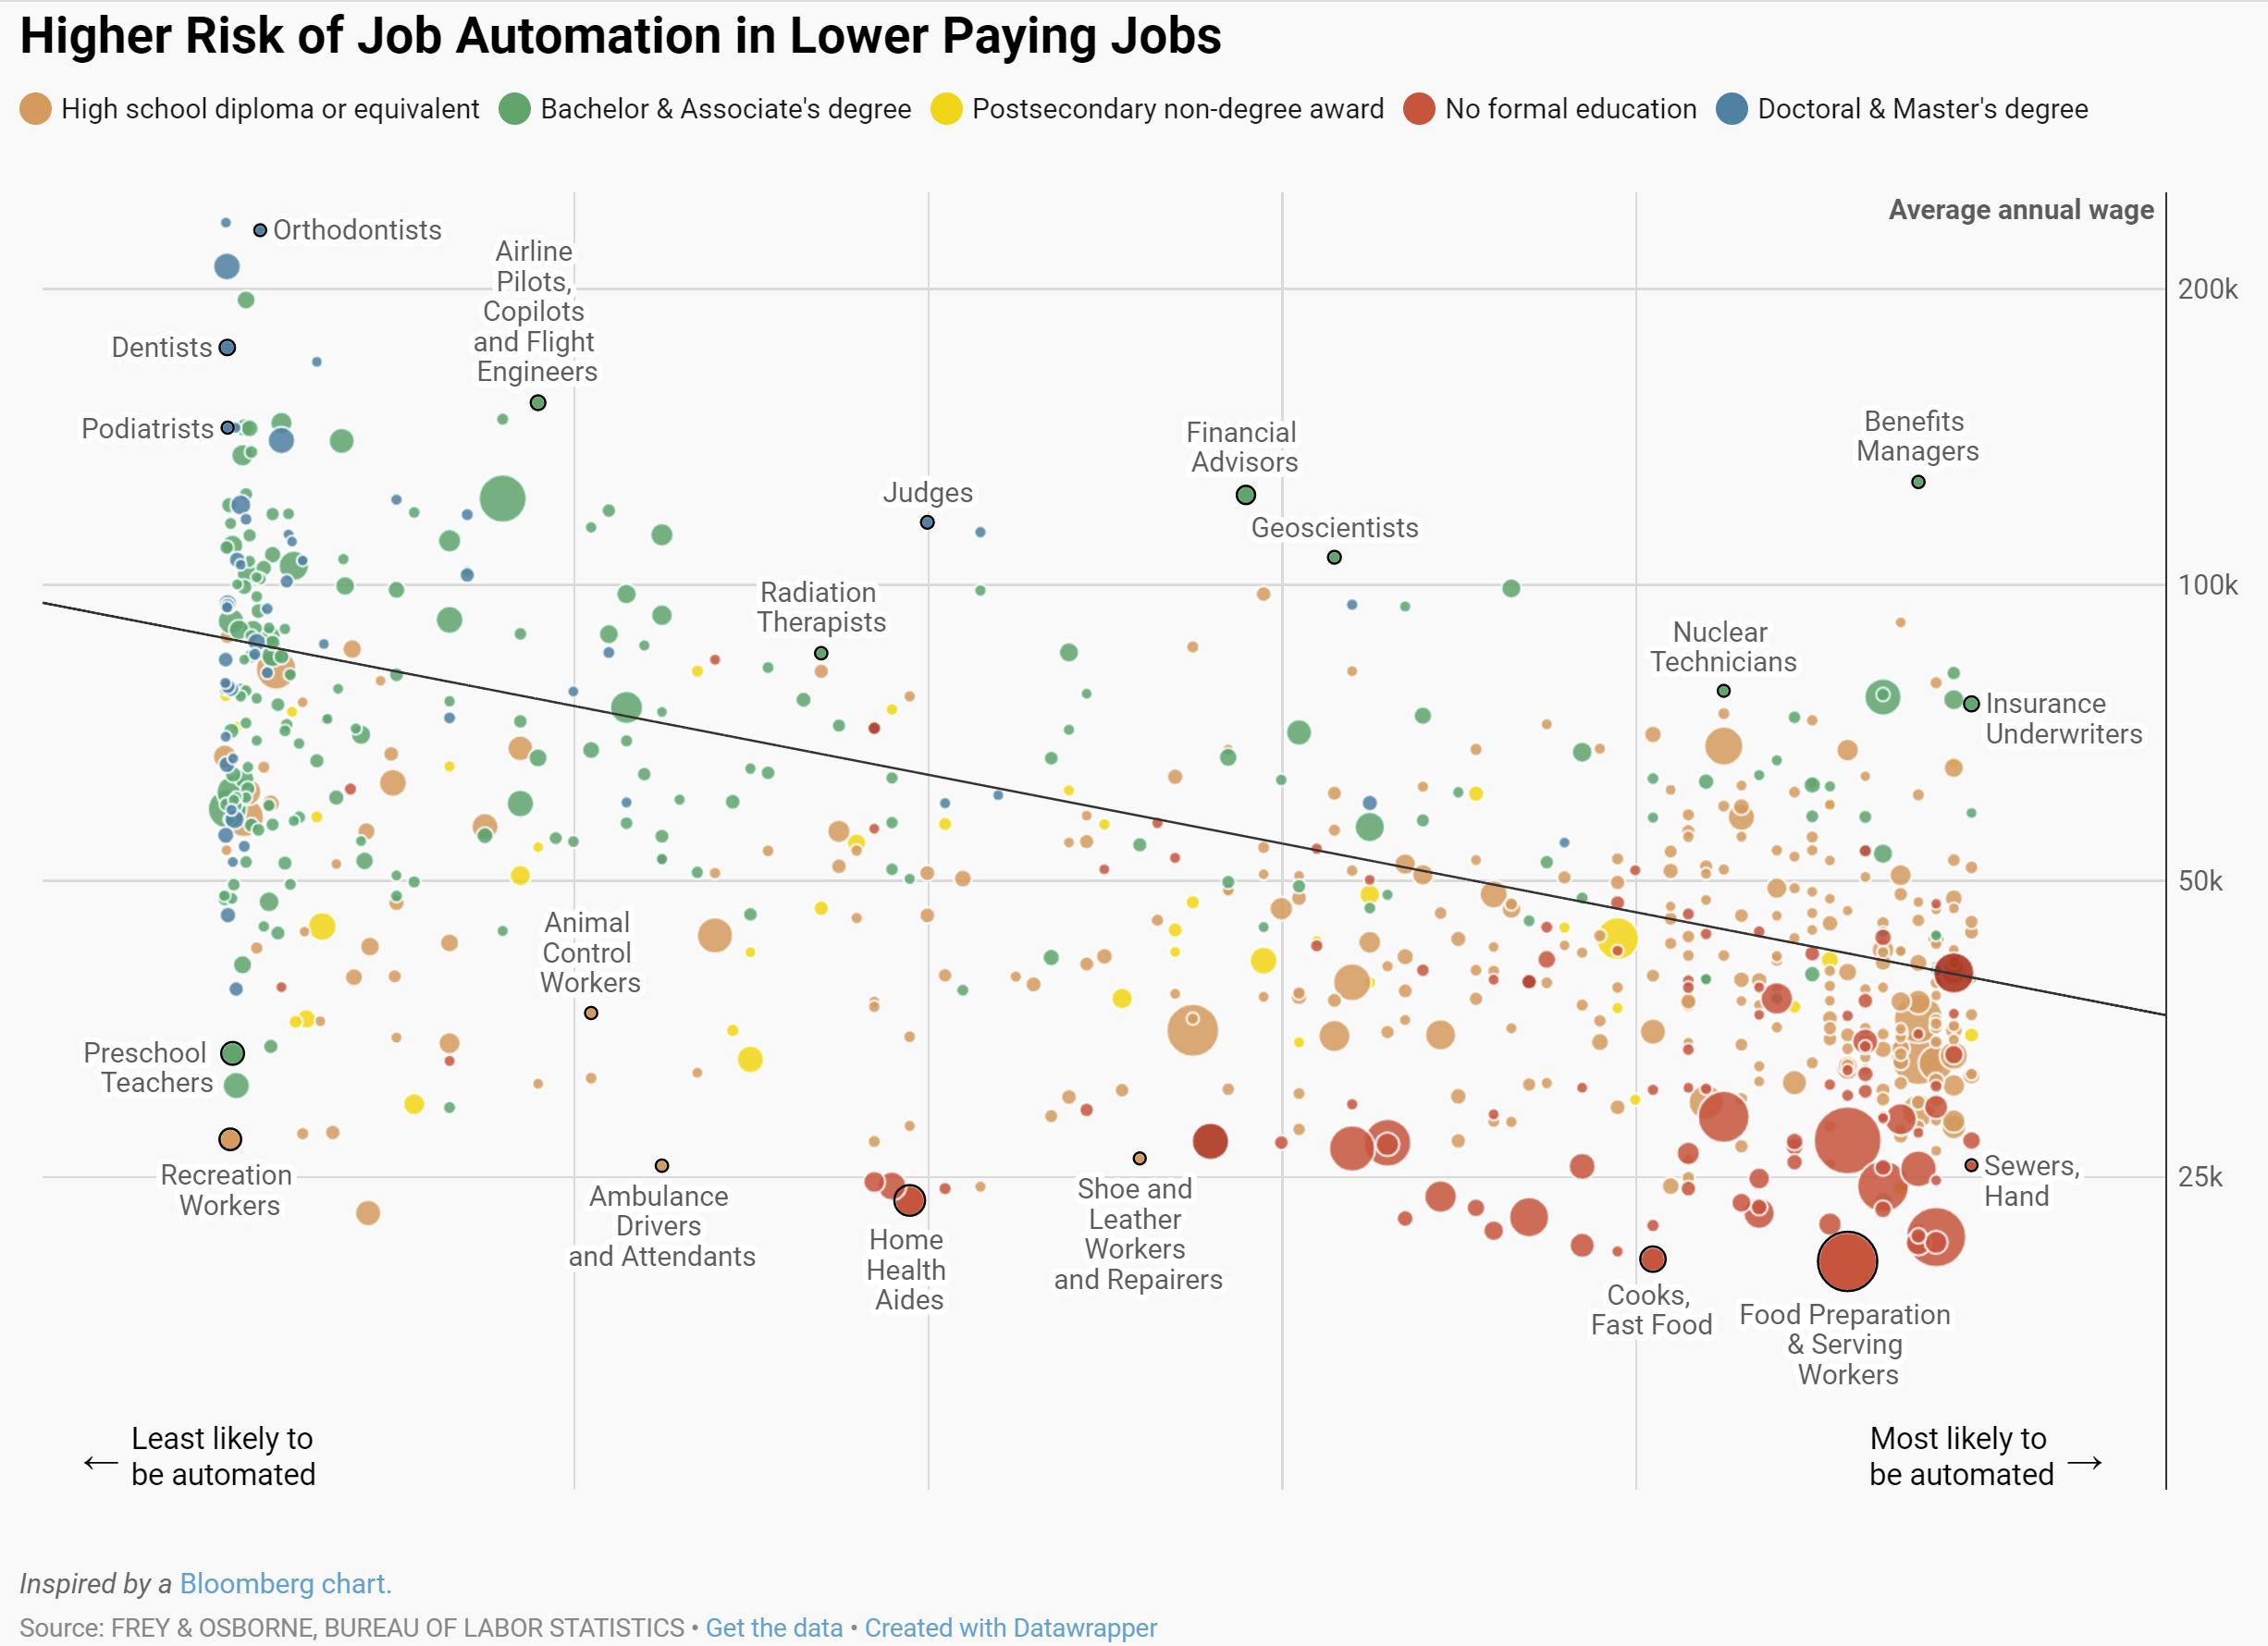 Higher Risk of Job Automation in Lower Paying Jobs
High school diploma or equivalent
Bachelor & Associate's degree
Postsecondary non-degree award
No formal education
Doctoral & Master's degree
Average annual wage
Orthodontists
Airline
Pilots,
Copilots
and Flight
Engineers
200k
Dentists
Podiatrists
Financial
Advisors
Benefits
Managers
Judges
Geoscientists
100k
Radiation
Therapists
Nuclear
Technicians
Insurance
Underwriters
50k
Animal
Control
Workers
Preschool
Teachers
Recreation
Workers
25k
Ambulance
Drivers
and Attendants
Home
Health
Aides
Shoe and
Leather
Workers
and Repairers
Sewers,
Hand
Cooks,
Fast Food
Food Preparation
& Serving
Workers
← Least likely to
be automated
Most likely to →
be automated
Inspired by a Bloomberg chart.
Source: FREY & OSBORNE, BUREAU OF LABOR STATISTICS • Get the data • Created with Datawrapper